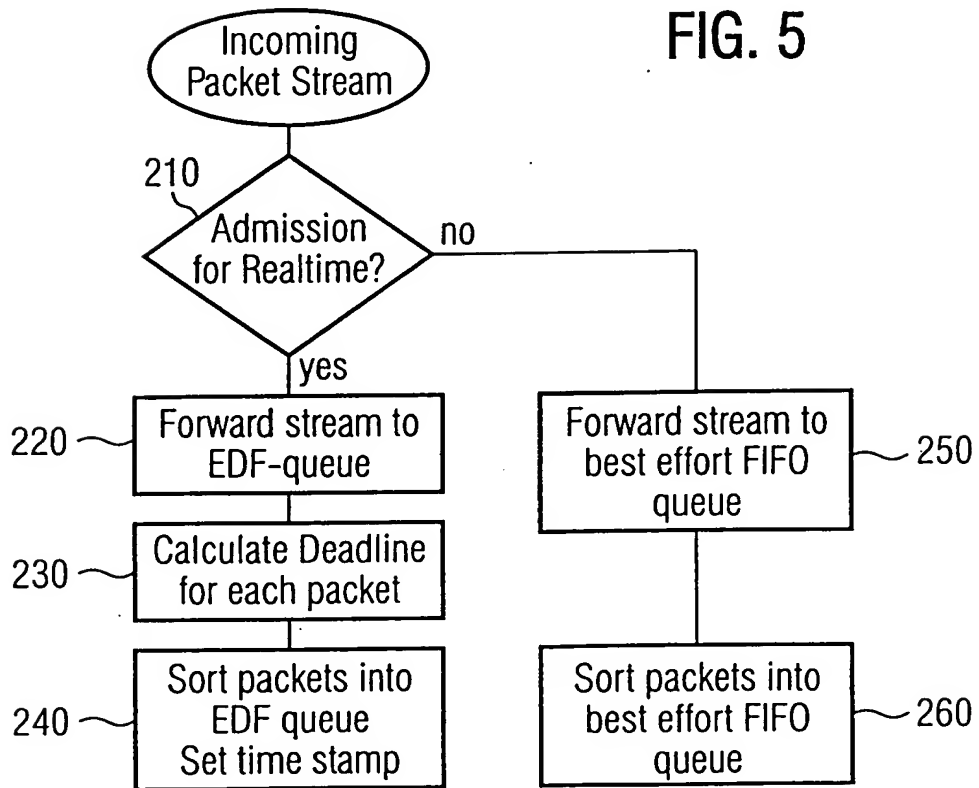 FIG. 5
Incoming
Packet Stream
210
Admission
for Realtime?
no
yes
220
Forward stream to
EDF-queue
230
Calculate Deadline
for each packet
240
Sort packets into
EDF queue
Set time stamp
Forward stream to
best effort FIFO
queue
250
Sort packets into
best effort FIFO
queue
260